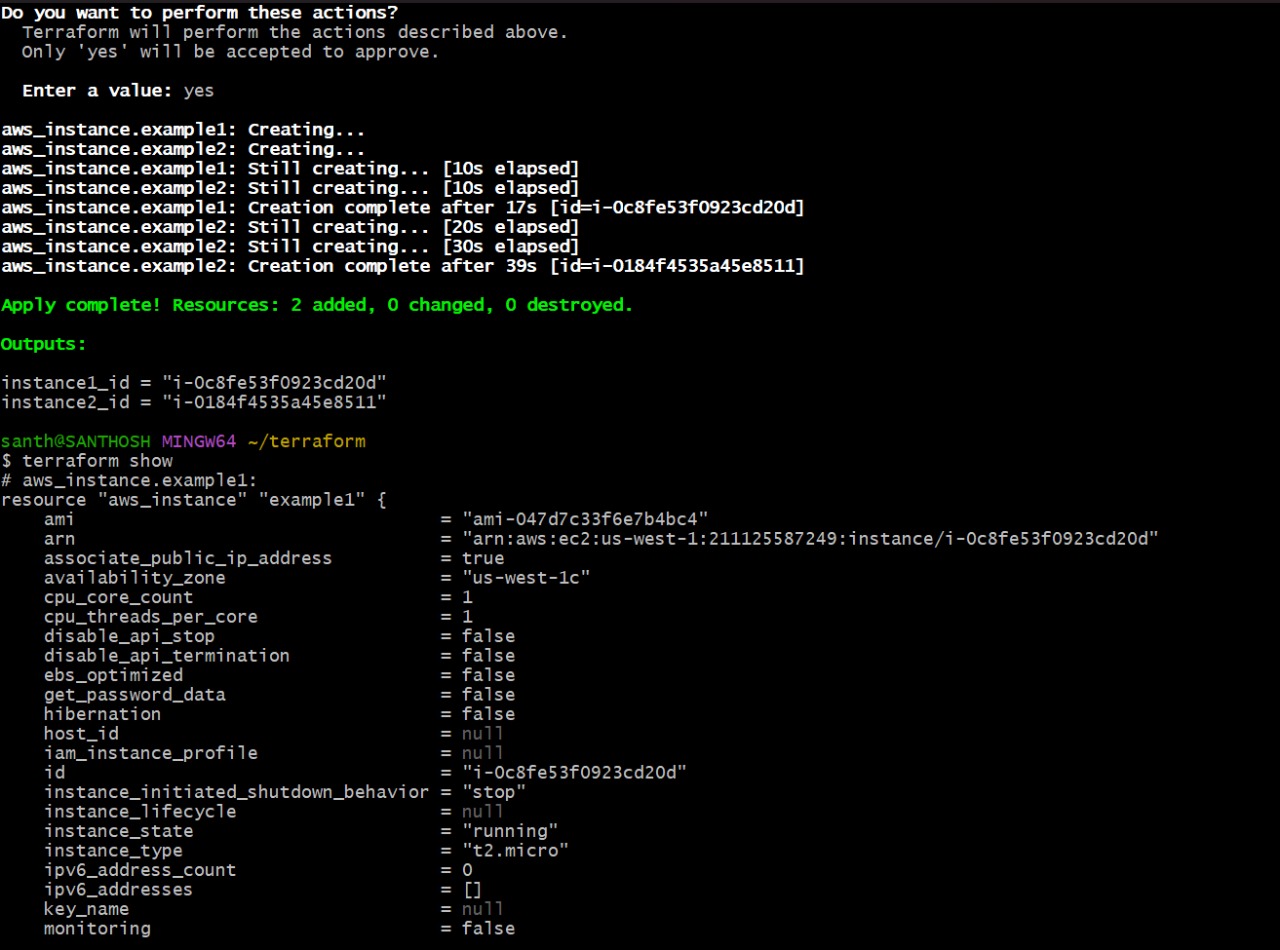 Do you want to perform these actions?
  Terraform will perform the actions described above.
  Only 'yes' will be accepted to approve.

  Enter a value: yes

aws_instance.example1: Creating...
aws_instance.example2: Creating...
aws_instance.example1: Still creating... [10s elapsed]
aws_instance.example2: Still creating... [10s elapsed]
aws_instance.example1: Creation complete after 17s [id=i-0c8fe53f0923cd20d]
aws_instance.example2: Still creating... [20s elapsed]
aws_instance.example2: Still creating... [30s elapsed]
aws_instance.example2: Creation complete after 39s [id=i-0184f4535a45e8511]

Apply complete! Resources: 2 added, 0 changed, 0 destroyed.

Outputs:

instance1_id = "i-0c8fe53f0923cd20d"
instance2_id = "i-0184f4535a45e8511"

santh@SANTHOSH MINGW64 ~/terraform
$ terraform show
# aws_instance.example1:
resource "aws_instance" "example1" {
    ami                                  = "ami-047d7c33f6e7b4bc4"
    arn                                  = "arn:aws:ec2:us-west-1:211125587249:instance/i-0c8fe53f0923cd20d"
    associate_public_ip_address          = true
    availability_zone                    = "us-west-1c"
    cpu_core_count                       = 1
    cpu_threads_per_core                 = 1
    disable_api_stop                     = false
    disable_api_termination              = false
    ebs_optimized                        = false
    get_password_data                    = false
    hibernation                          = false
    host_id                              = null
    iam_instance_profile                 = null
    id                                   = "i-0c8fe53f0923cd20d"
    instance_initiated_shutdown_behavior = "stop"
    instance_lifecycle                   = null
    instance_state                       = "running"
    instance_type                        = "t2.micro"
    ipv6_address_count                   = 0
    ipv6_addresses                       = []
    key_name                             = null
    monitoring                           = false